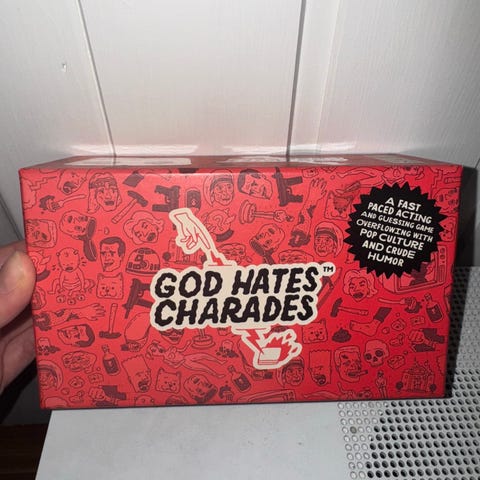 GOD HATES™
CHARADES
A FAST
PACED ACTING
AND GUESSING GAME
OVERFLOWING WITH
POP CULTURE
AND CRUDE
HUMOR